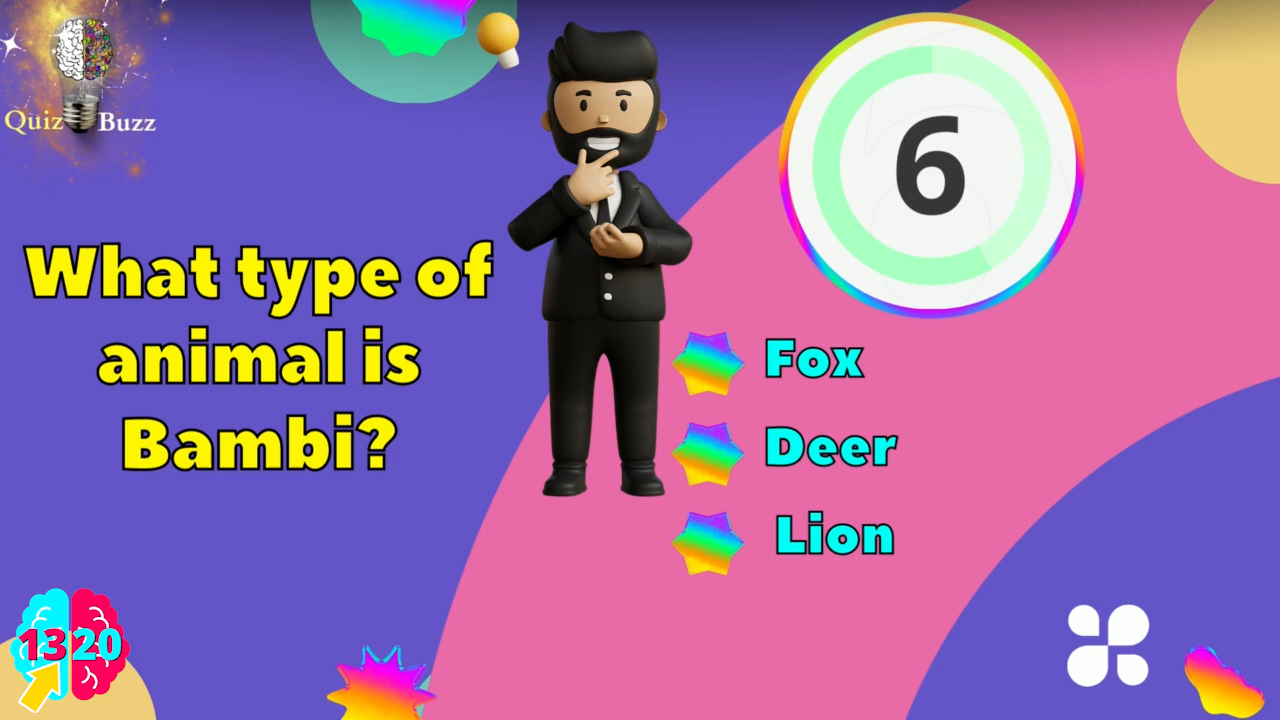 Quiz Buzz
6
What type of
animal is
Bambi?
Fox
Deer
Lion
1320